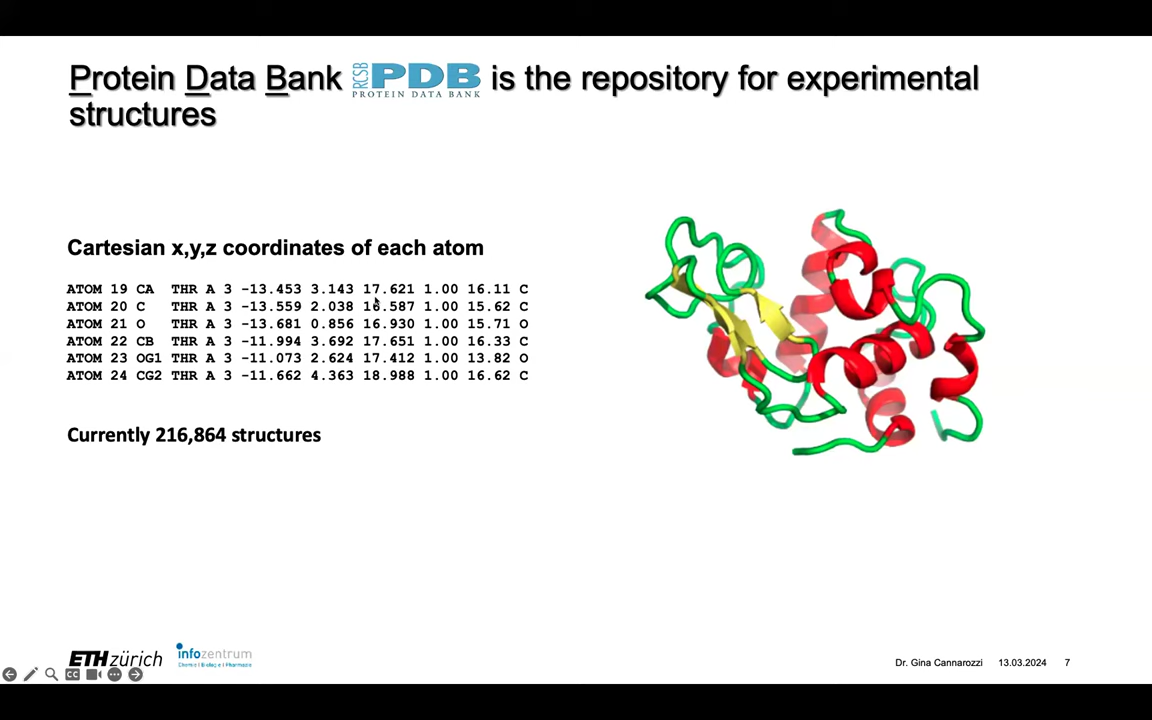 Protein Data Bank RCSB PDB is the repository for experimental
PROTEIN DATA BANK
structures
Cartesian x,y,z coordinates of each atom
ATOM 19 CA THR A 3 -13.453 3.143 17.621 1.00 16.11 C
ATOM 20 C THR A 3 -13.559 2.038 16.587 1.00 15.62 C
ATOM 21 O THR A 3 -13.681 0.856 16.930 1.00 15.71 O
ATOM 22 CB THR A 3 -11.994 3.692 17.651 1.00 16.33 C
ATOM 23 OG1 THR A 3 -11.073 2.624 17.412 1.00 13.82 O
ATOM 24 CG2 THR A 3 -11.662 4.363 18.988 1.00 16.62 C
Currently 216,864 structures
ETH zürich
infozentrum
Chemie | Biologie | Pharmazie
CC
Dr. Gina Cannarozzi 13.03.2024 7